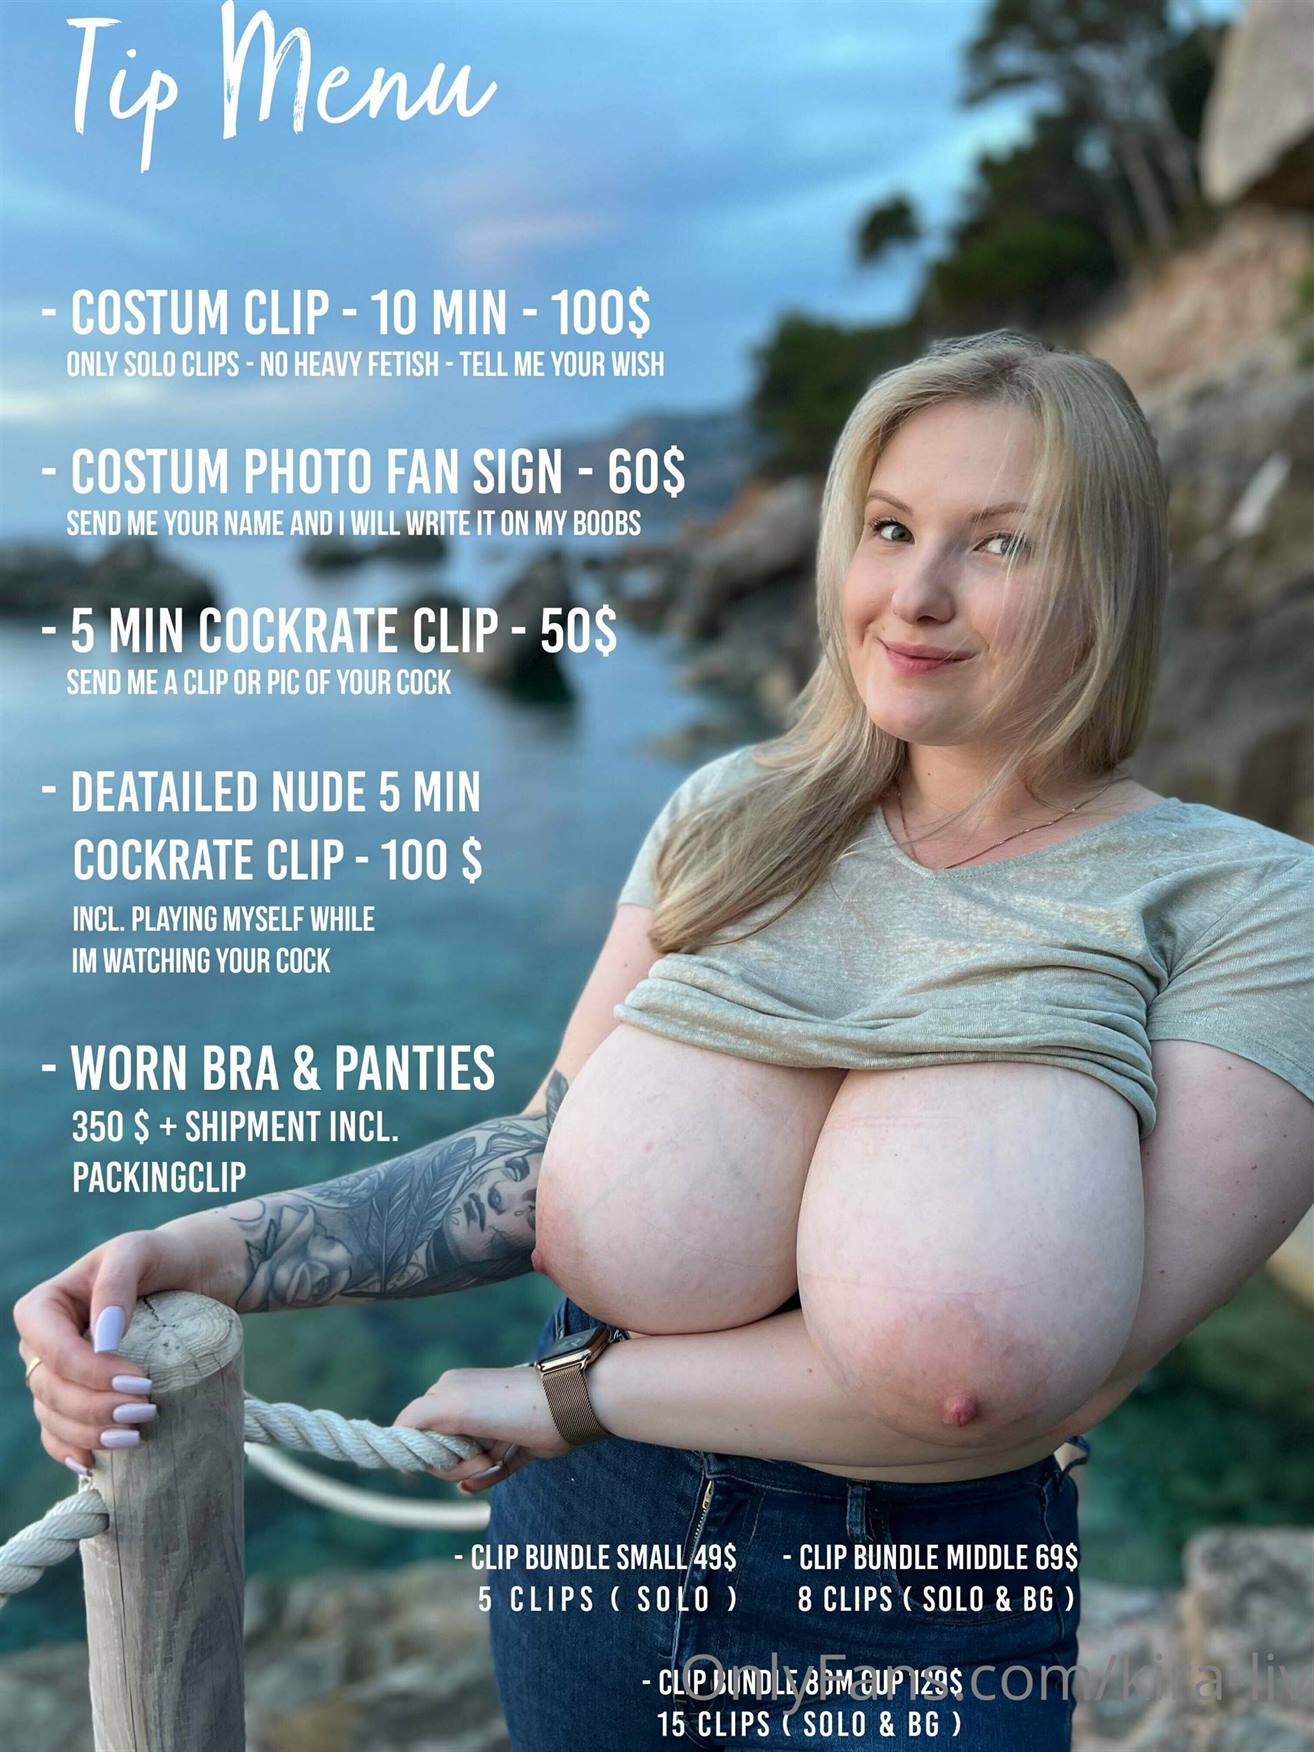 Tip Menu
- COSTUM CLIP - 10 MIN - 100$
ONLY SOLO CLIPS - NO HEAVY FETISH - TELL ME YOUR WISH
- COSTUM PHOTO FAN SIGN - 60$
SEND ME YOUR NAME AND I WILL WRITE IT ON MY BOOBS
- 5 MIN COCKRATE CLIP - 50$
SEND ME A CLIP OR PIC OF YOUR COCK
- DEATAILED NUDE 5 MIN
COCKRATE CLIP - 100 $
INCL. PLAYING MYSELF WHILE
IM WATCHING YOUR COCK
- WORN BRA & PANTIES
350 $ + SHIPMENT INCL.
PACKINGCLIP
- CLIP BUNDLE SMALL 49$
5 CLIPS ( SOLO )
- CLIP BUNDLE MIDDLE 69$
8 CLIPS ( SOLO & BG )
- CLIP BUNDLE BOM CUP 129$
15 CLIPS ( SOLO & BG )